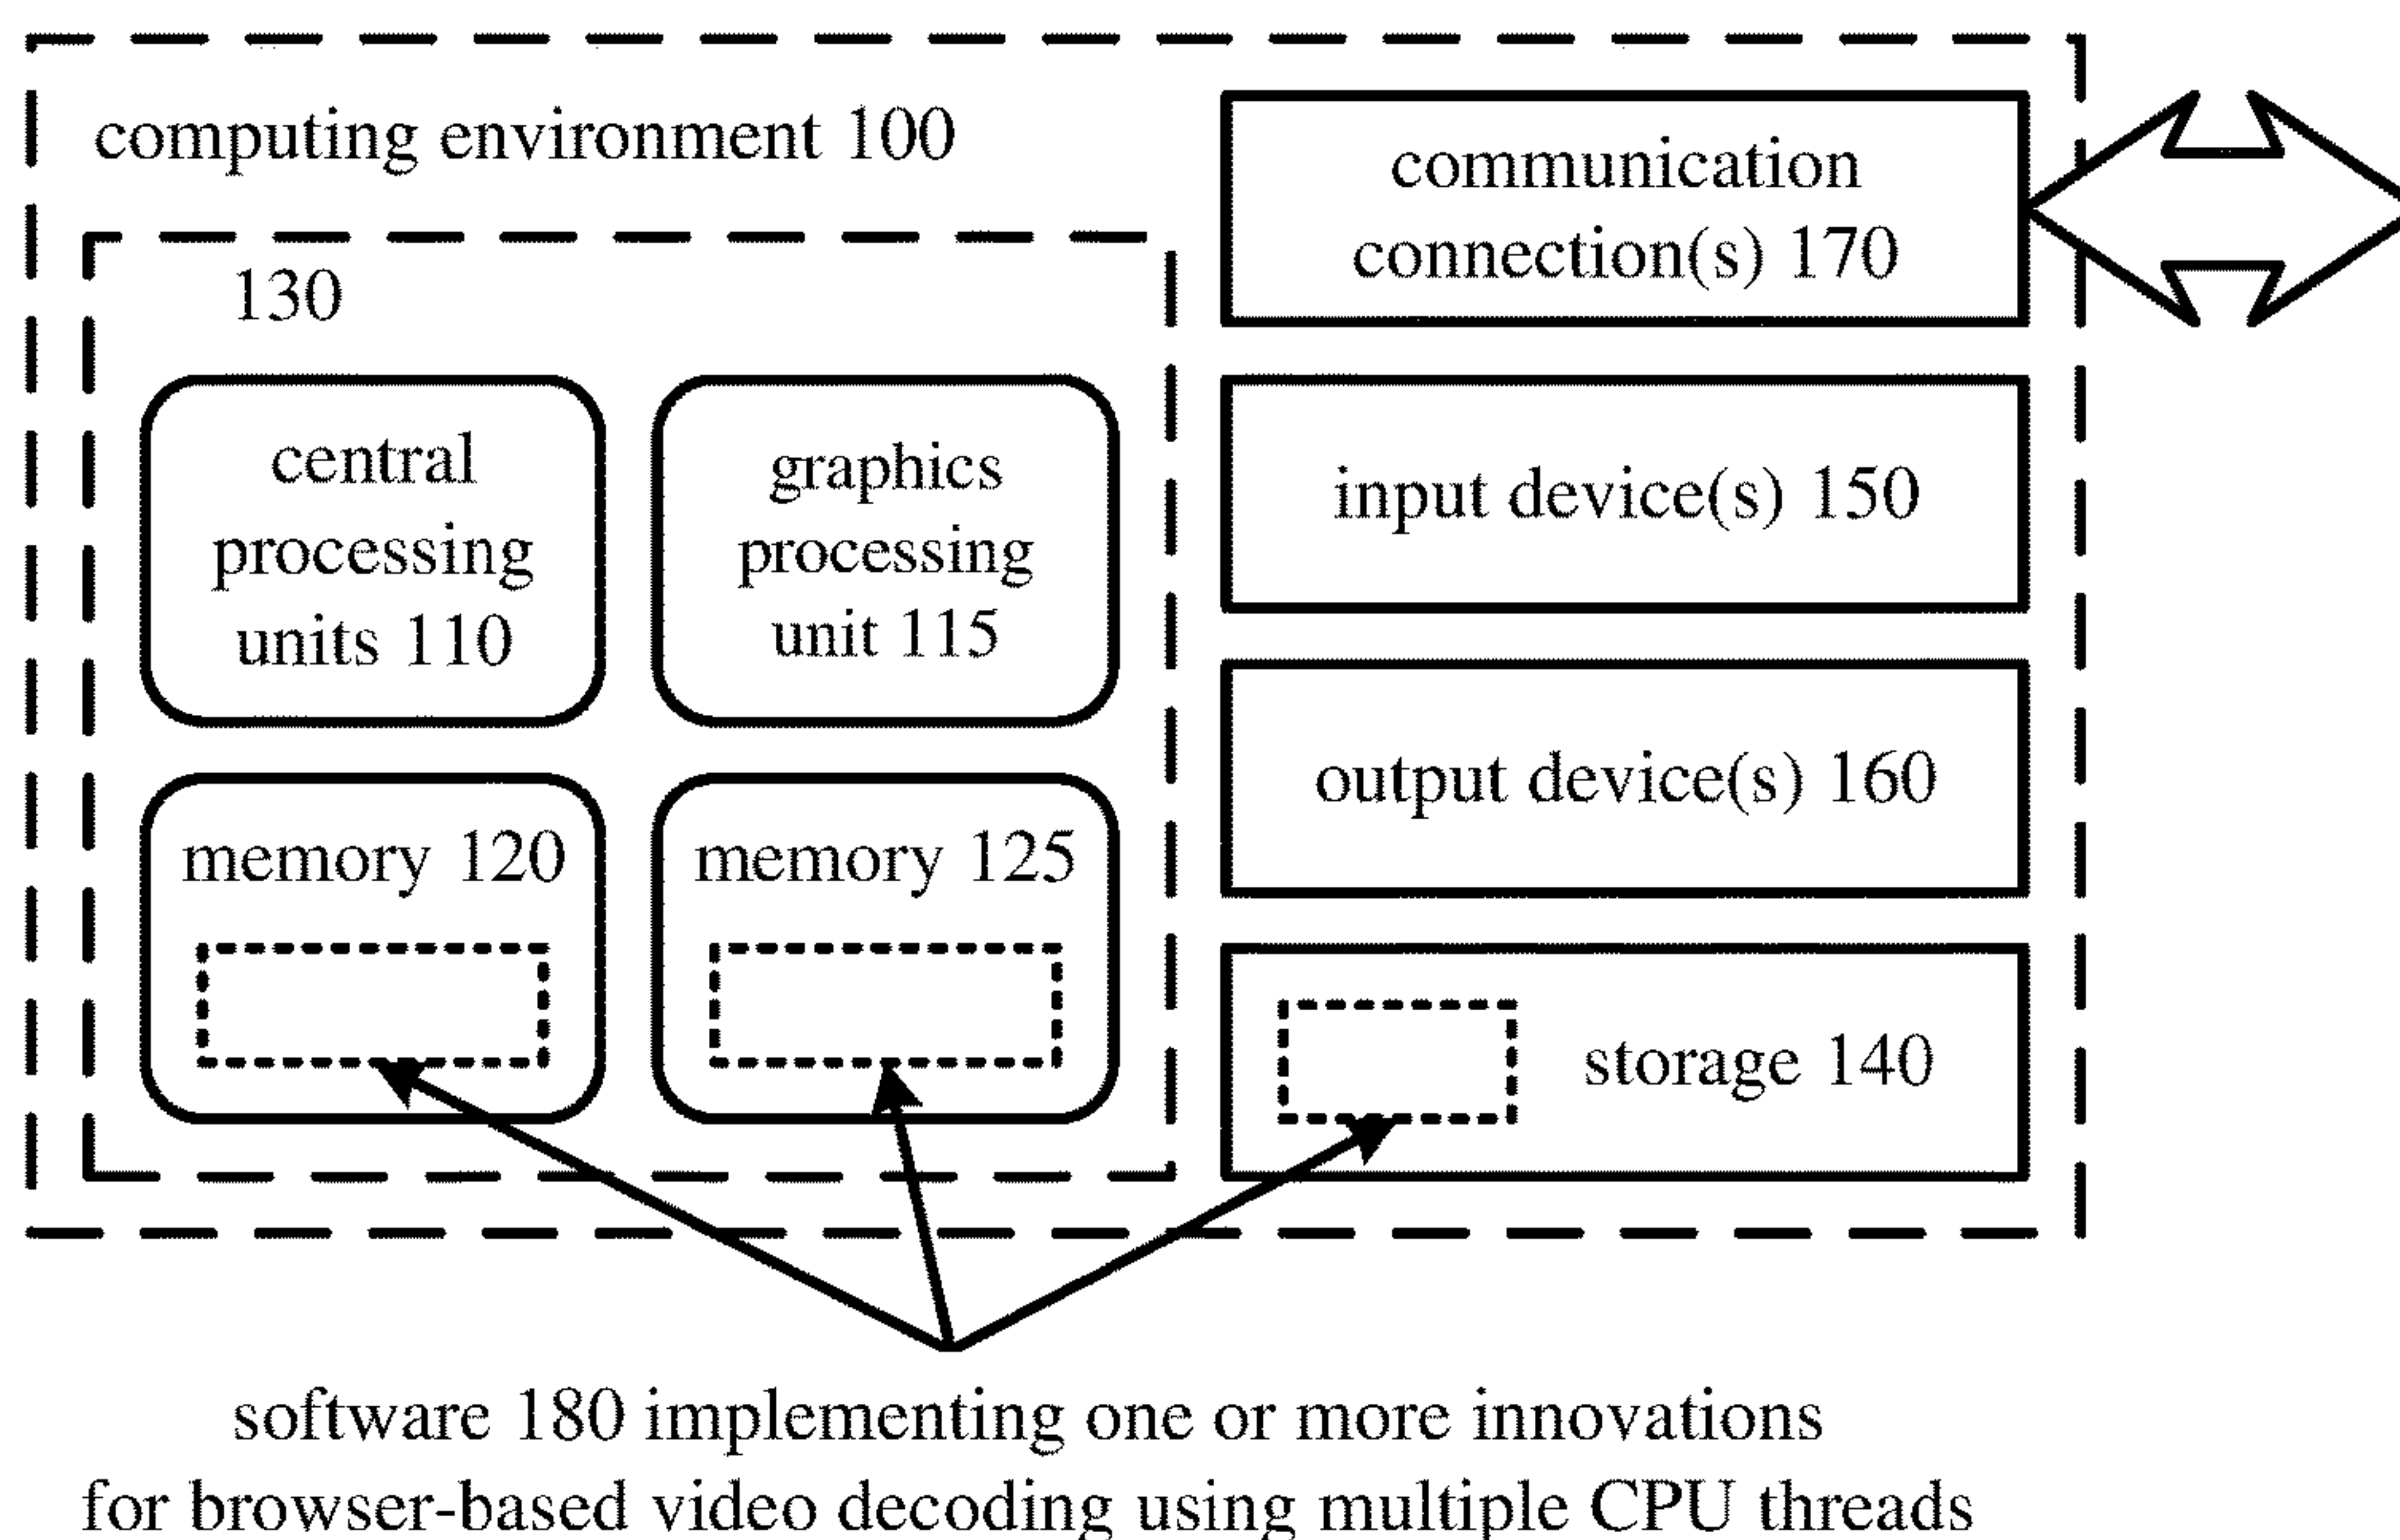 computing environment 100
130
central
processing
units 110
graphics
processing
unit 115
memory 120
memory 125
communication
connection(s) 170
input device(s) 150
output device(s) 160
storage 140
software 180 implementing one or more innovations
for browser-based video decoding using multiple CPU threads